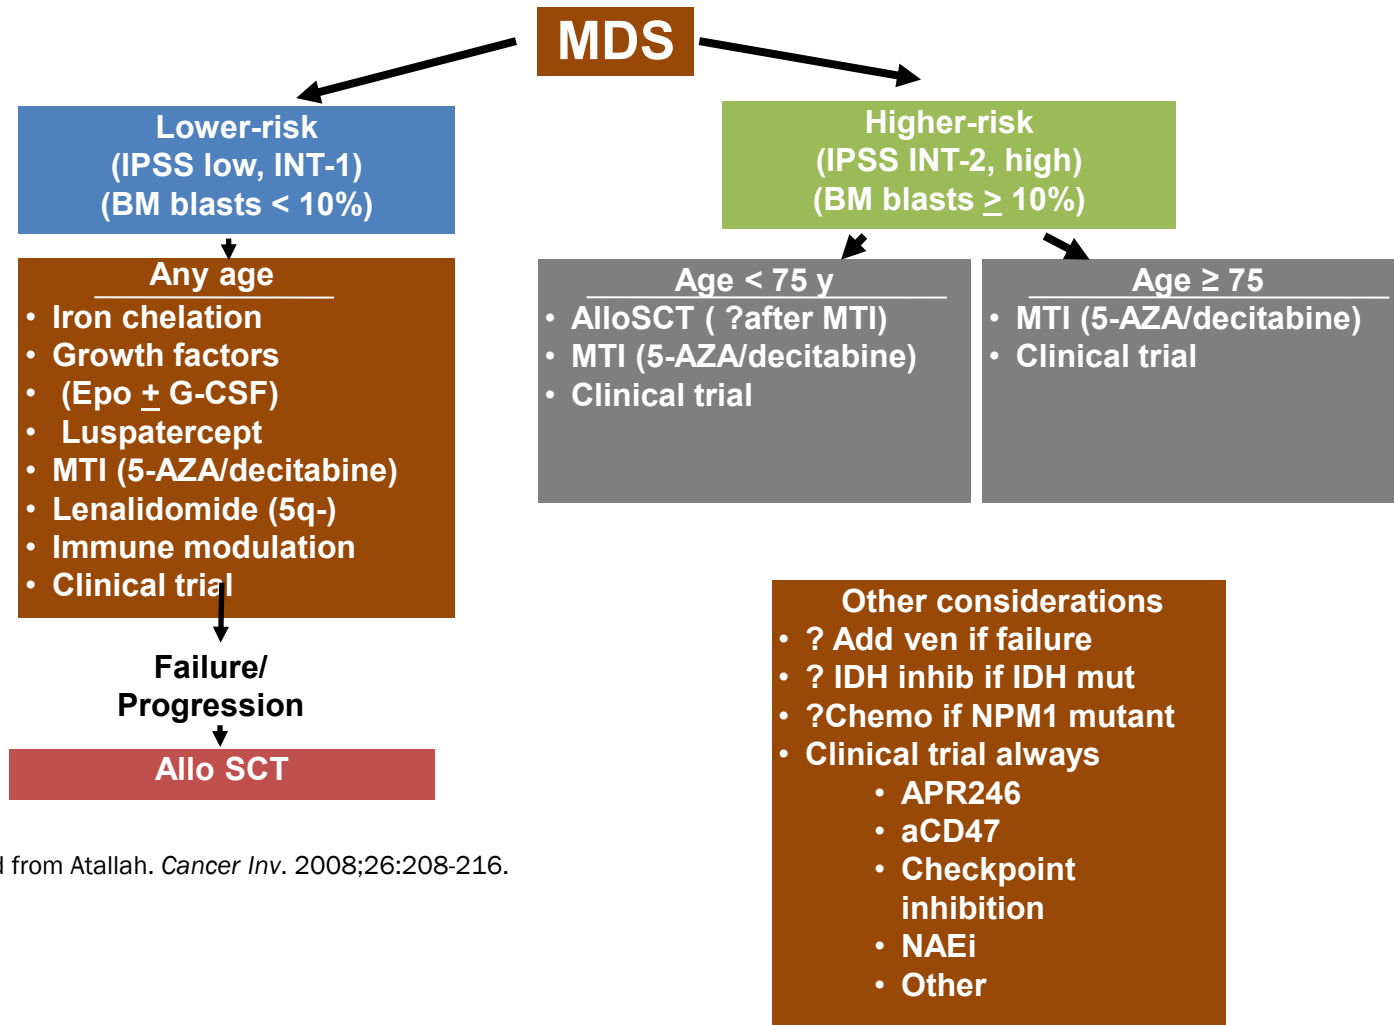 MDS
Lower-risk
(IPSS low, INT-1)
(BM blasts < 10%)
Higher-risk
(IPSS INT-2, high)
(BM blasts ≥ 10%)
Any age
• Iron chelation
• Growth factors
• (Epo ± G-CSF)
• Luspatercept
• MTI (5-AZA/decitabine)
• Lenalidomide (5q-)
• Immune modulation
• Clinical trial
Age < 75 y
• AlloSCT ( ?after MTI)
• MTI (5-AZA/decitabine)
• Clinical trial
Age ≥ 75
• MTI (5-AZA/decitabine)
• Clinical trial
Failure/
Progression
Allo SCT
Other considerations
• ? Add ven if failure
• ? IDH inhib if IDH mut
• ?Chemo if NPM1 mutant
• Clinical trial always
• APR246
• aCD47
• Checkpoint
inhibition
• NAEi
• Other
from Atallah. Cancer Inv. 2008;26:208-216.